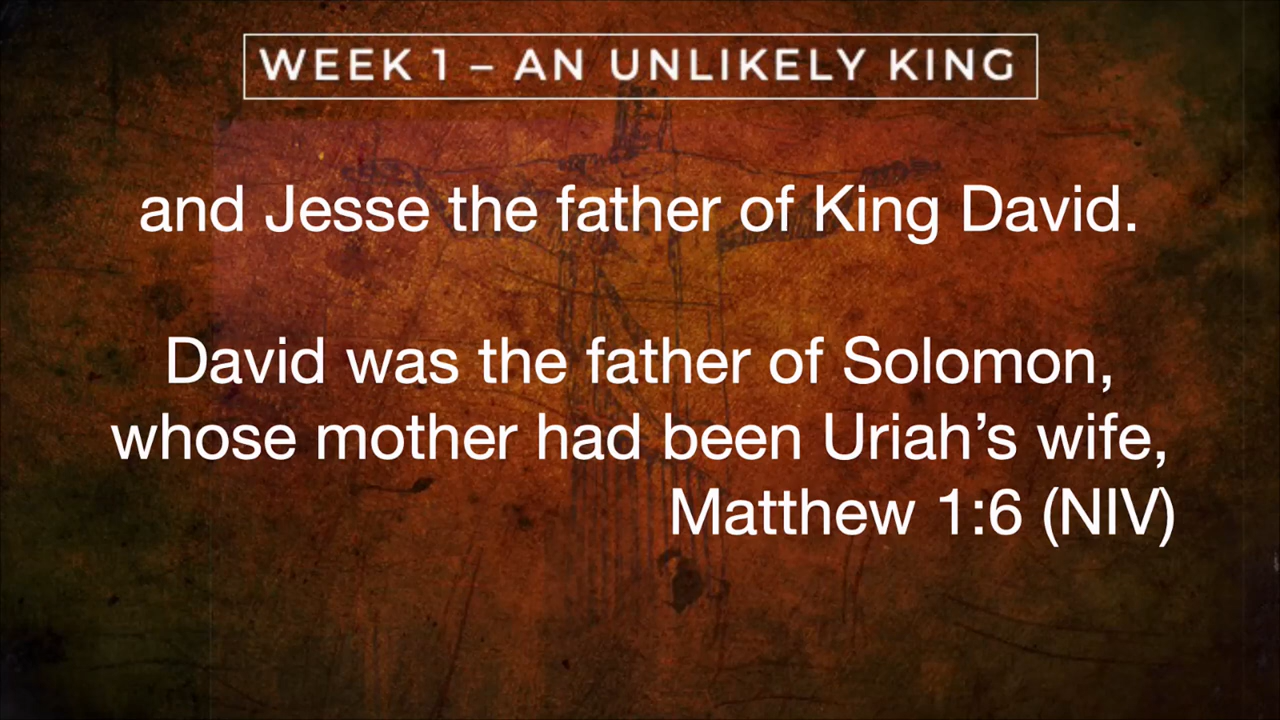 WEEK 1 – AN UNLIKELY KING
and Jesse the father of King David.
David was the father of Solomon,
whose mother had been Uriah’s wife,
Matthew 1:6 (NIV)